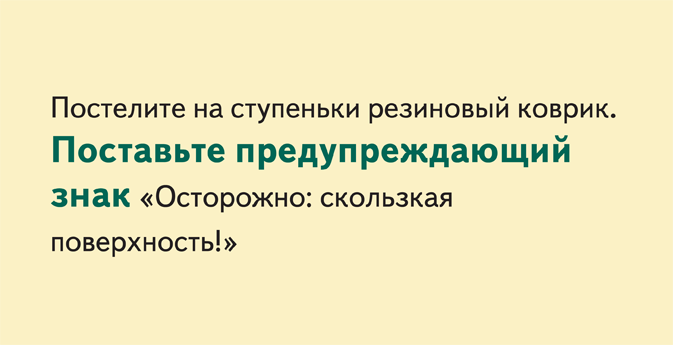 Постелите на ступеньки резиновый коврик.
Поставьте предупреждающий
знак «Осторожно: скользкая
поверхность!»